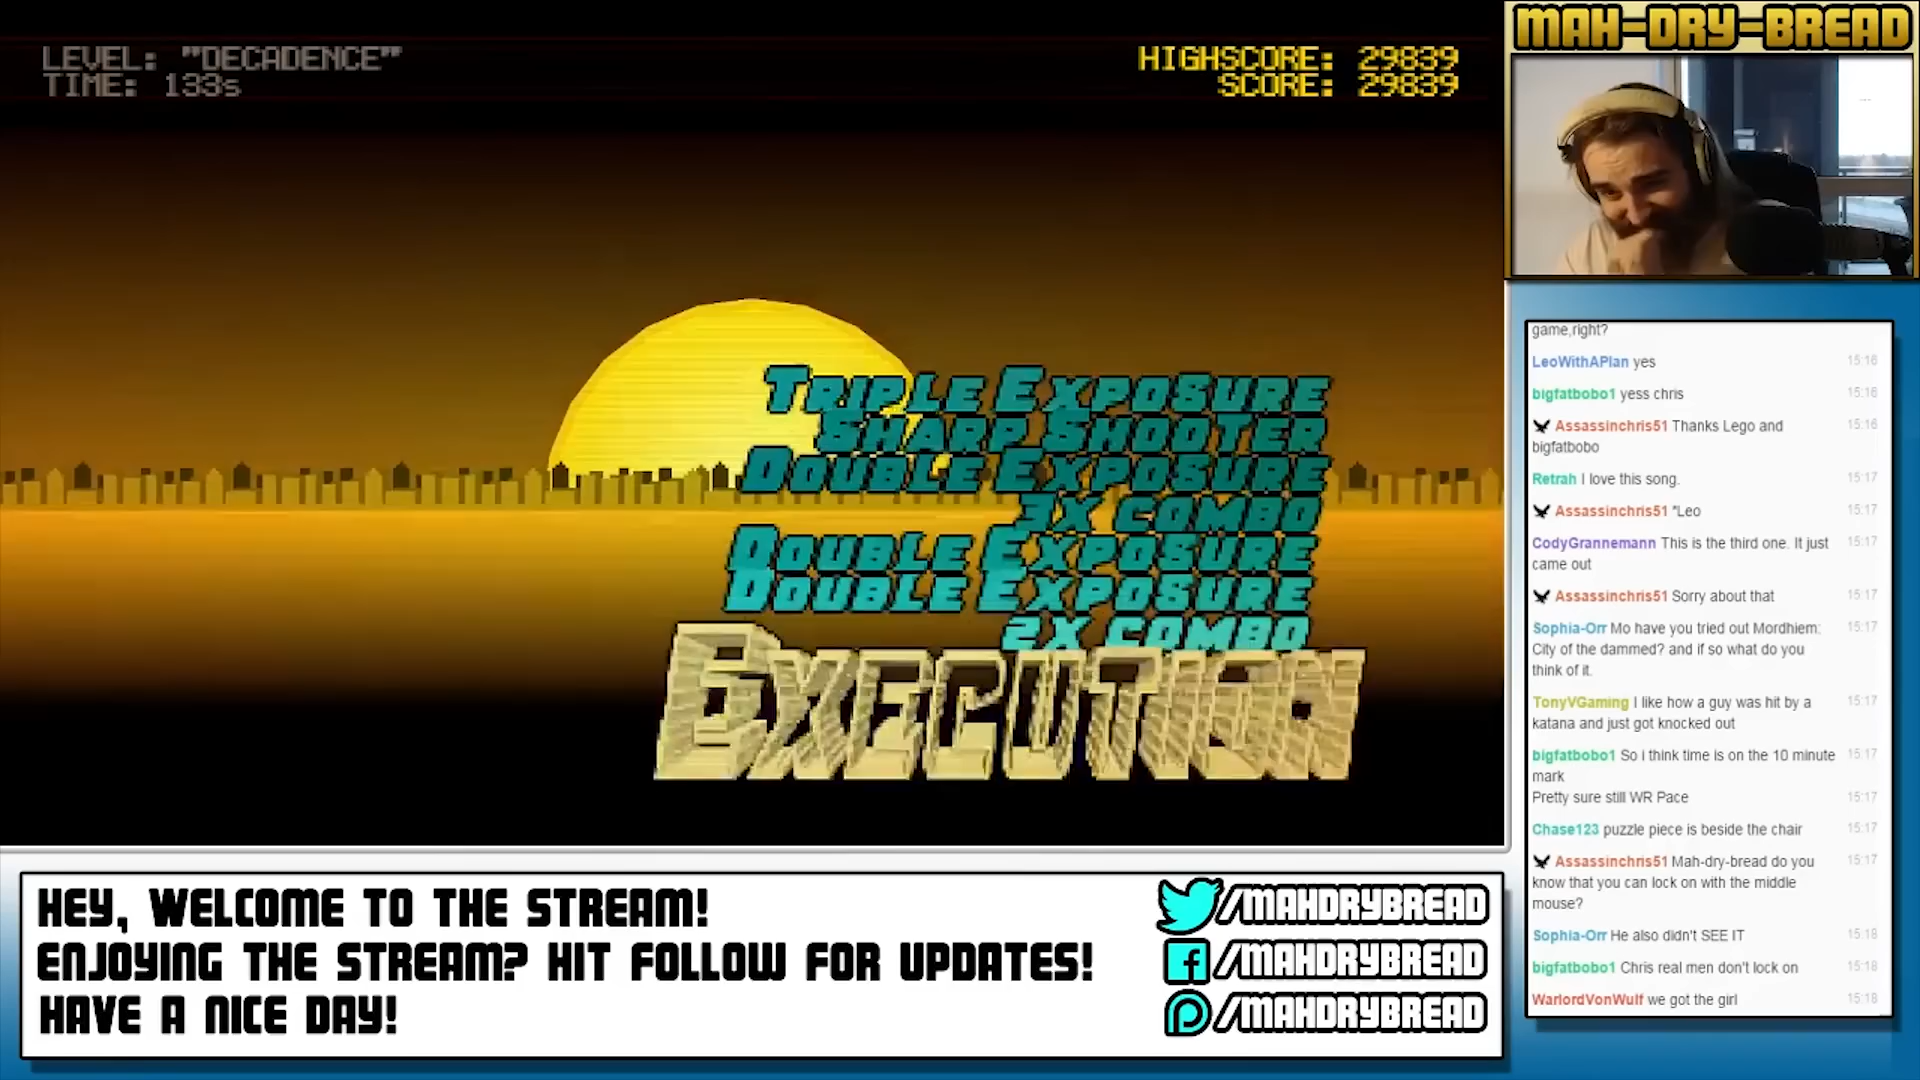 LEVEL: "DECADENCE"
TIME: 133s
HIGHSCORE: 29839
SCORE: 29839
TRIPLE EXPOSURE
SHARP SHOOTER
DOUBLE EXPOSURE
3X COMBO
DOUBLE EXPOSURE
DOUBLE EXPOSURE
2X COMBO
EXECUTION
MAH-DRY-BREAD
game,right?
LeoWithAPlan yes 15:16
bigfatbobo1 yess chris 15:16
Assassinchris51 Thanks Lego and 15:16
bigfatbobo
Retrah I love this song. 15:17
Assassinchris51 "Leo 15:17
CodyGrannemann This is the third one. It just 15:17
came out
Assassinchris51 Sorry about that 15:17
Sophia-Orr Mo have you tried out Mordhiem: 15:17
City of the damned? and if so what do you
think of it.
TonyVGaming I like how a guy was hit by a 15:17
katana and just got knocked out
bigfatbobo1 So i think time is on the 10 minute 15:17
mark
Pretty sure still WR Pace 15:17
Chase123 puzzle piece is beside the chair 15:17
Assassinchris51 Mah-dry-bread do you 15:17
know that you can lock on with the middle
mouse?
Sophia-Orr He also didn't SEE IT 15:18
bigfatbobo1 Chris real men don't lock on 15:18
WarlordVonWulf we got the girl 15:18
HEY, WELCOME TO THE STREAM!
ENJOYING THE STREAM? HIT FOLLOW FOR UPDATES!
HAVE A NICE DAY!
/MAHDRYBREAD
/MAHDRYBREAD
/MAHDRYBREAD